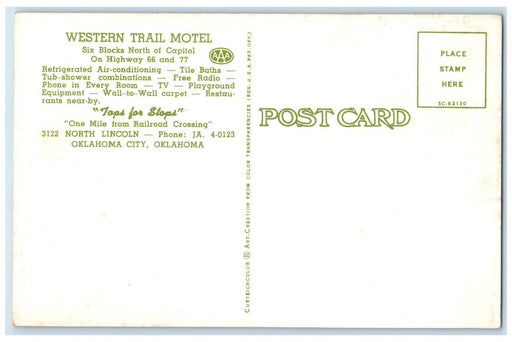 WESTERN TRAIL MOTEL
Six Blocks North of Capitol
On Highway 66 and 77
AAA
Refrigerated Air-conditioning — Tile Baths —
Tub-shower combinations — Free Radio —
Phone in Every Room — TV — Playground
Equipment — Wall-to-Wall carpet — Restau-
rants near-by.
"Tops for Stops"
"One Mile from Railroad Crossing"
3122 NORTH LINCOLN — Phone: JA. 4-0123
OKLAHOMA CITY, OKLAHOMA
CURTEICHCOLOR ® ART-CREATION FROM COLOR TRANSPARENCIES (REG. U.S.A. PAT. OFF.)
POST CARD
PLACE
STAMP
HERE
5C-K2130